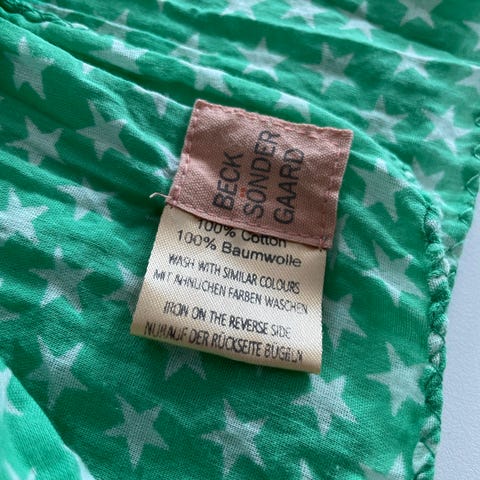 BECK
SONDER
GAARD
100% Cotton
100% Baumwolle
WASH WITH SIMILAR COLOURS
MIT ÄHNLICHEN FARBEN WASCHEN
IRON ON THE REVERSE SIDE
NUR AUF DER RÜCKSEITE BÜGELN